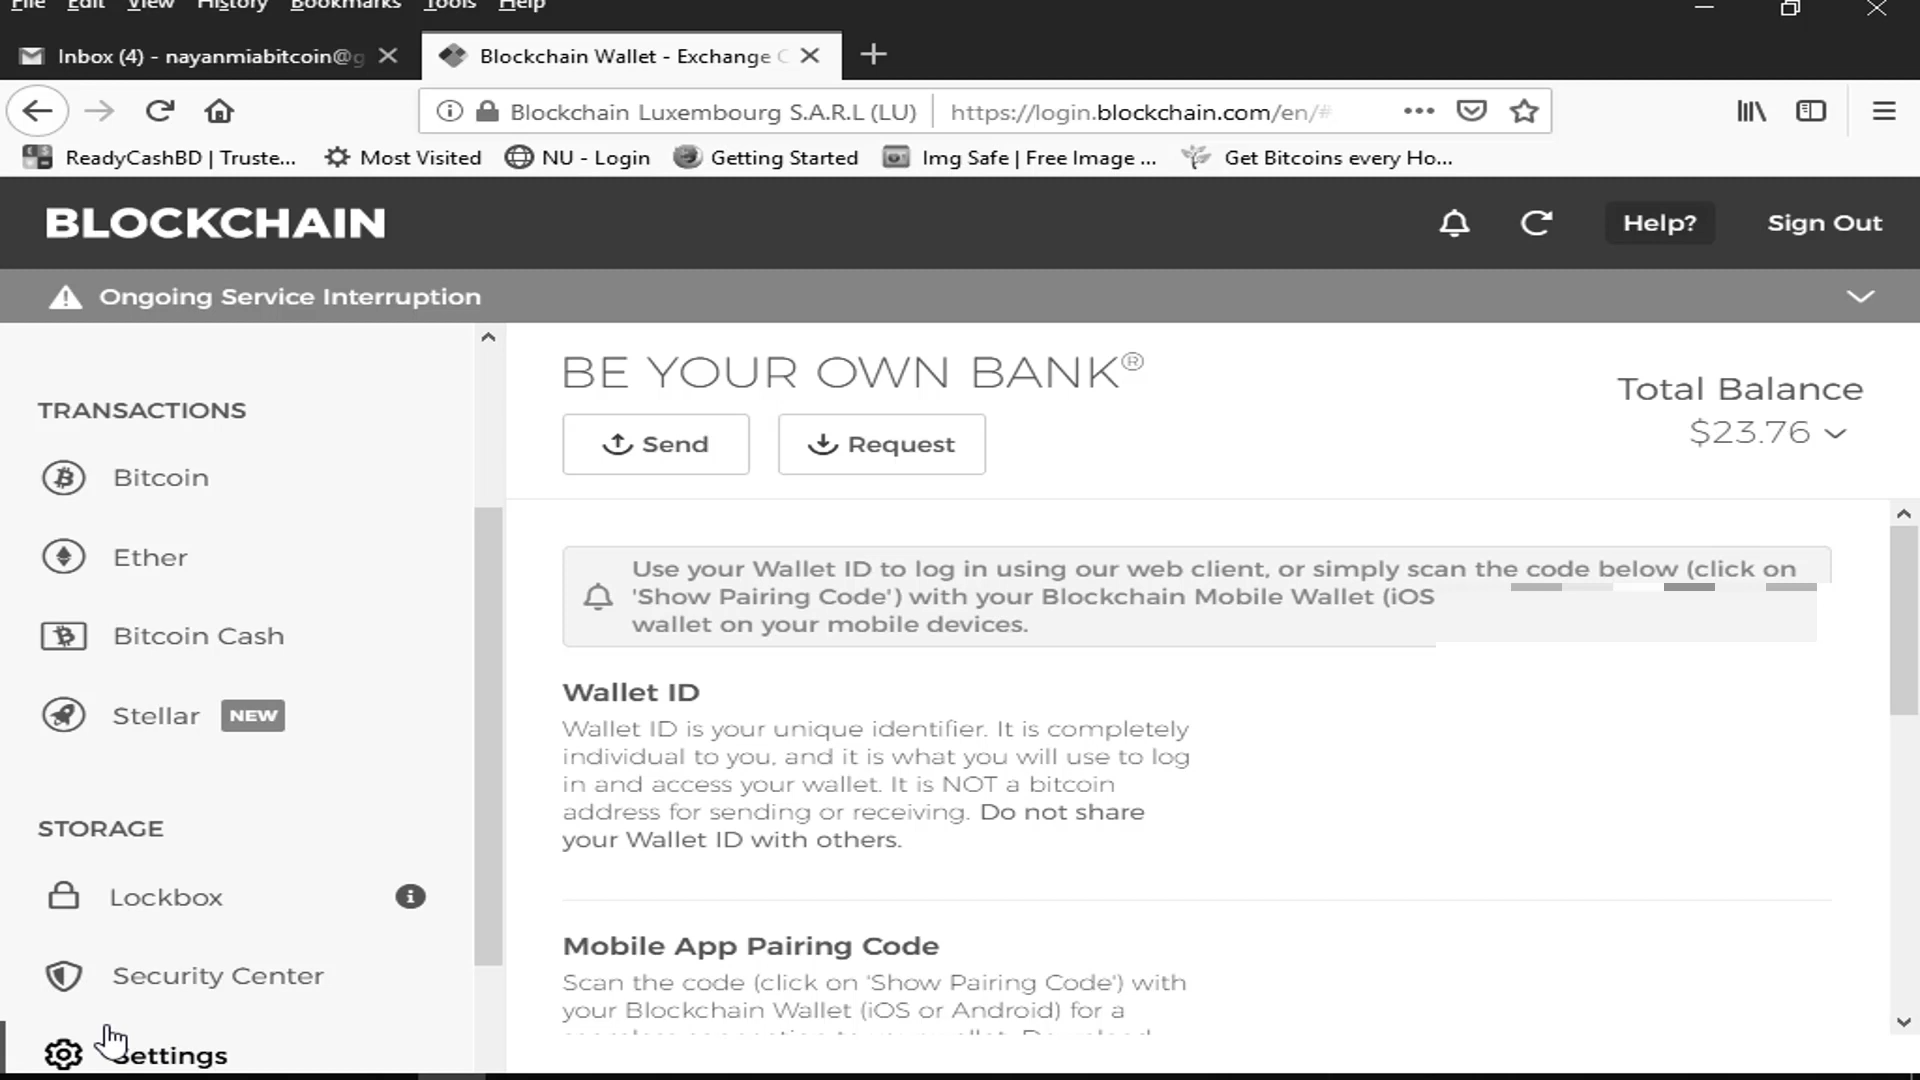 File Edit View History Bookmarks Tools Help
Inbox (4) - nayanmiabitcoin@g
Blockchain Wallet - Exchange C
Blockchain Luxembourg S.A.R.L (LU) https://login.blockchain.com/en/#
ReadyCashBD | Truste... Most Visited NU - Login Getting Started Img Safe | Free Image ... Get Bitcoins every Ho...
BLOCKCHAIN
Help? Sign Out
Ongoing Service Interruption
TRANSACTIONS
Bitcoin
Ether
Bitcoin Cash
Stellar NEW
STORAGE
Lockbox
Security Center
Settings
BE YOUR OWN BANK®
Send Request
Total Balance
$23.76
Use your Wallet ID to log in using our web client, or simply scan the code below (click on
'Show Pairing Code') with your Blockchain Mobile Wallet (iOS
wallet on your mobile devices.
Wallet ID
Wallet ID is your unique identifier. It is completely
individual to you, and it is what you will use to log
in and access your wallet. It is NOT a bitcoin
address for sending or receiving. Do not share
your Wallet ID with others.
Mobile App Pairing Code
Scan the code (click on 'Show Pairing Code') with
your Blockchain Wallet (iOS or Android) for a